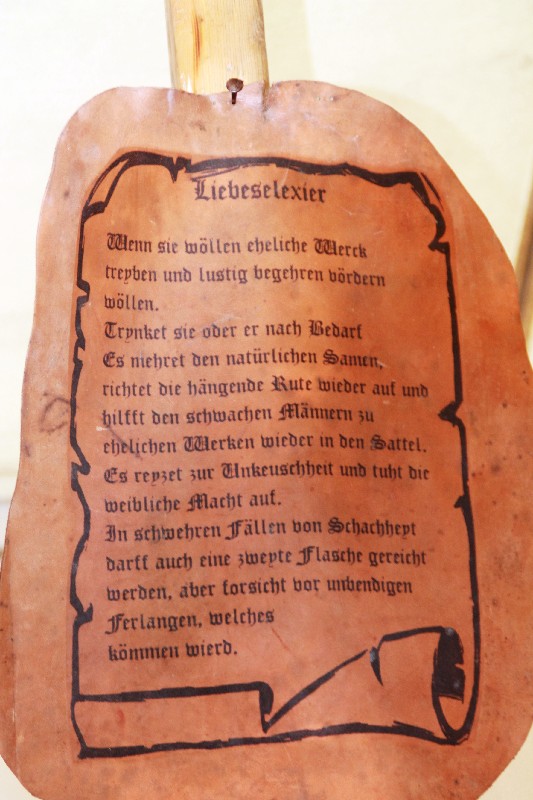 Liebeselexier
Wenn sie wöllen eheliche Werck
treyben und lustig begehren vördern
wöllen.
Trynket sie oder er nach Bedarf
Es niehret den natürlichen Samen,
richtet die hängende Rute wieder auf und
hilfft den schwachen Männern zu
ehelichen Werken wieder in den Sattel.
Es reyzet zur Unkeuschheit und tuht die
weibliche Macht auf.
In schwehren Fällen von Schachheyt
darff auch eine zweyte Flasche gereicht
werden, aber forsicht vor unbendigen
Ferlangen, welches
kömmen wierd.